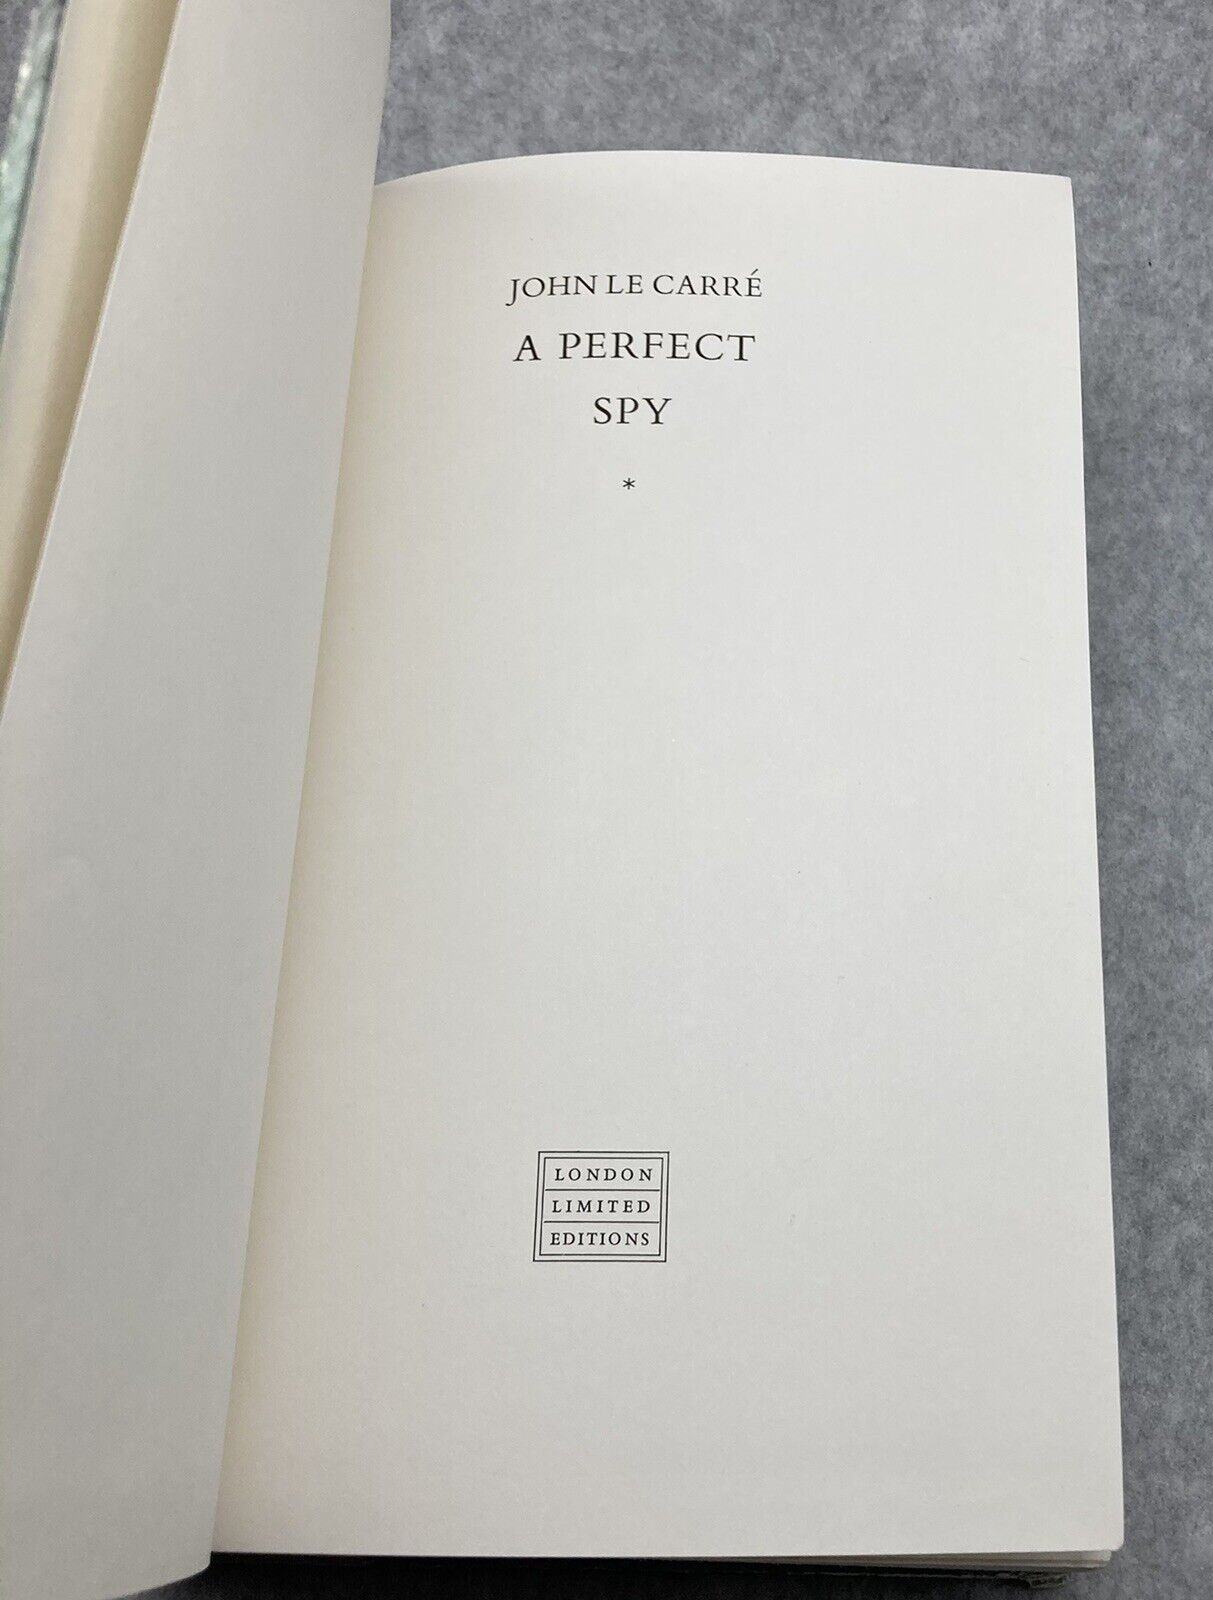 JOHN LE CARRÉ
A PERFECT
SPY
*
LONDON
LIMITED
EDITIONS